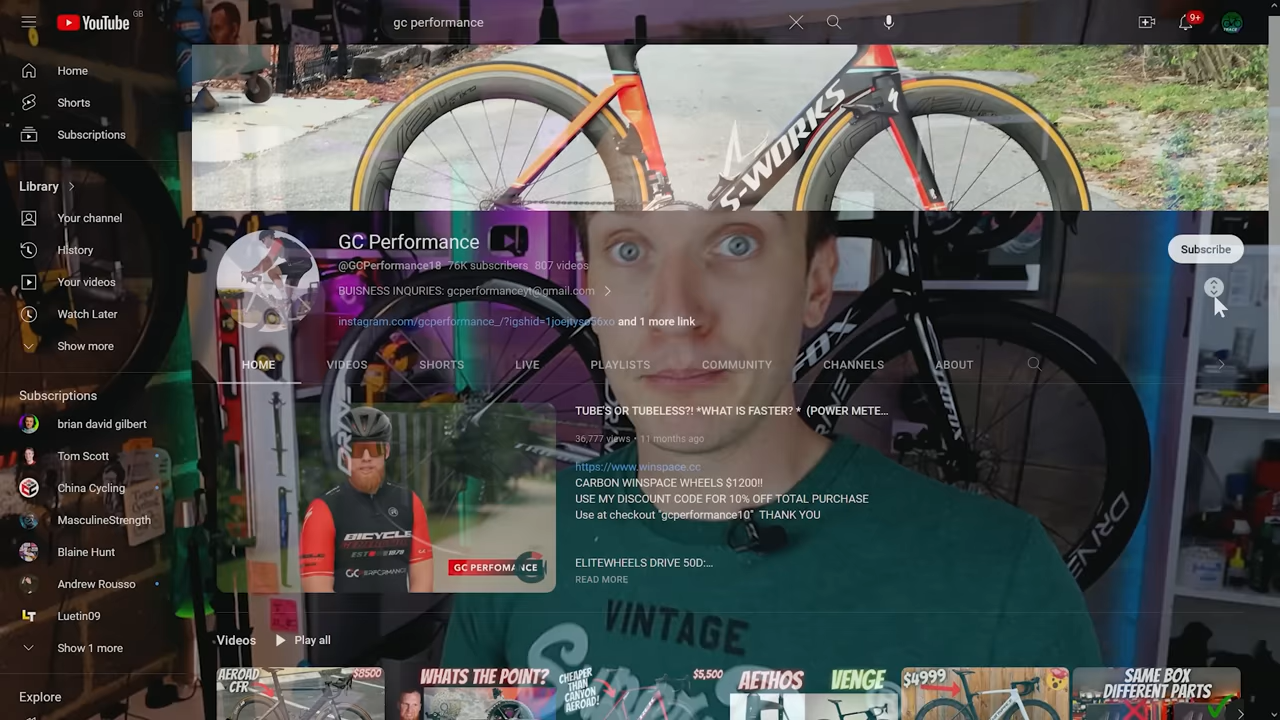 YouTube GB
gc performance
9+
Home
Shorts
Subscriptions
Library
Your channel
History
Your videos
Watch Later
Show more
Subscriptions
brian david gilbert
Tom Scott
China Cycling
MasculineStrength
Blaine Hunt
Andrew Rousso
Luetin09
Show 1 more
Explore
S-WORKS
GC Performance
@GCPerformance18 76K subscribers 807 videos
BUISNESS INQURIES: gcperformanceyt@gmail.com
and 1 more link
Subscribe
HOME VIDEOS SHORTS LIVE PLAYLISTS COMMUNITY CHANNELS ABOUT
BICYCLE
GC PERFORMANCE
GC PERFOMANCE
TUBE'S OR TUBELESS?! *WHAT IS FASTER? * (POWER METE...
36,777 views • 11 months ago
https://www.winspace.cc
CARBON WINSPACE WHEELS $1200!!
USE MY DISCOUNT CODE FOR 10% OFF TOTAL PURCHASE
Use at checkout "gcperformance10" THANK YOU
ELITEWHEELS DRIVE 50D:...
READ MORE
VINTAGE
DRIVE
Videos Play all
AEROAD
CFR
$8500
WHATS THE POINT?
CHEAPER
THAN
CANYON
AEROAD!
$5,500
AETHOS VENGE
$4999
SAME BOX
DIFFERENT PARTS